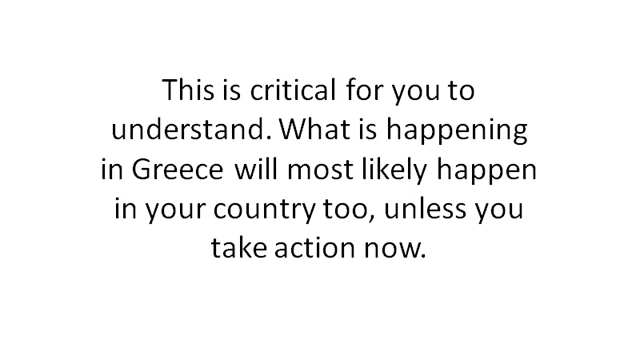 This is critical for you to
understand. What is happening
in Greece will most likely happen
in your country too, unless you
take action now.